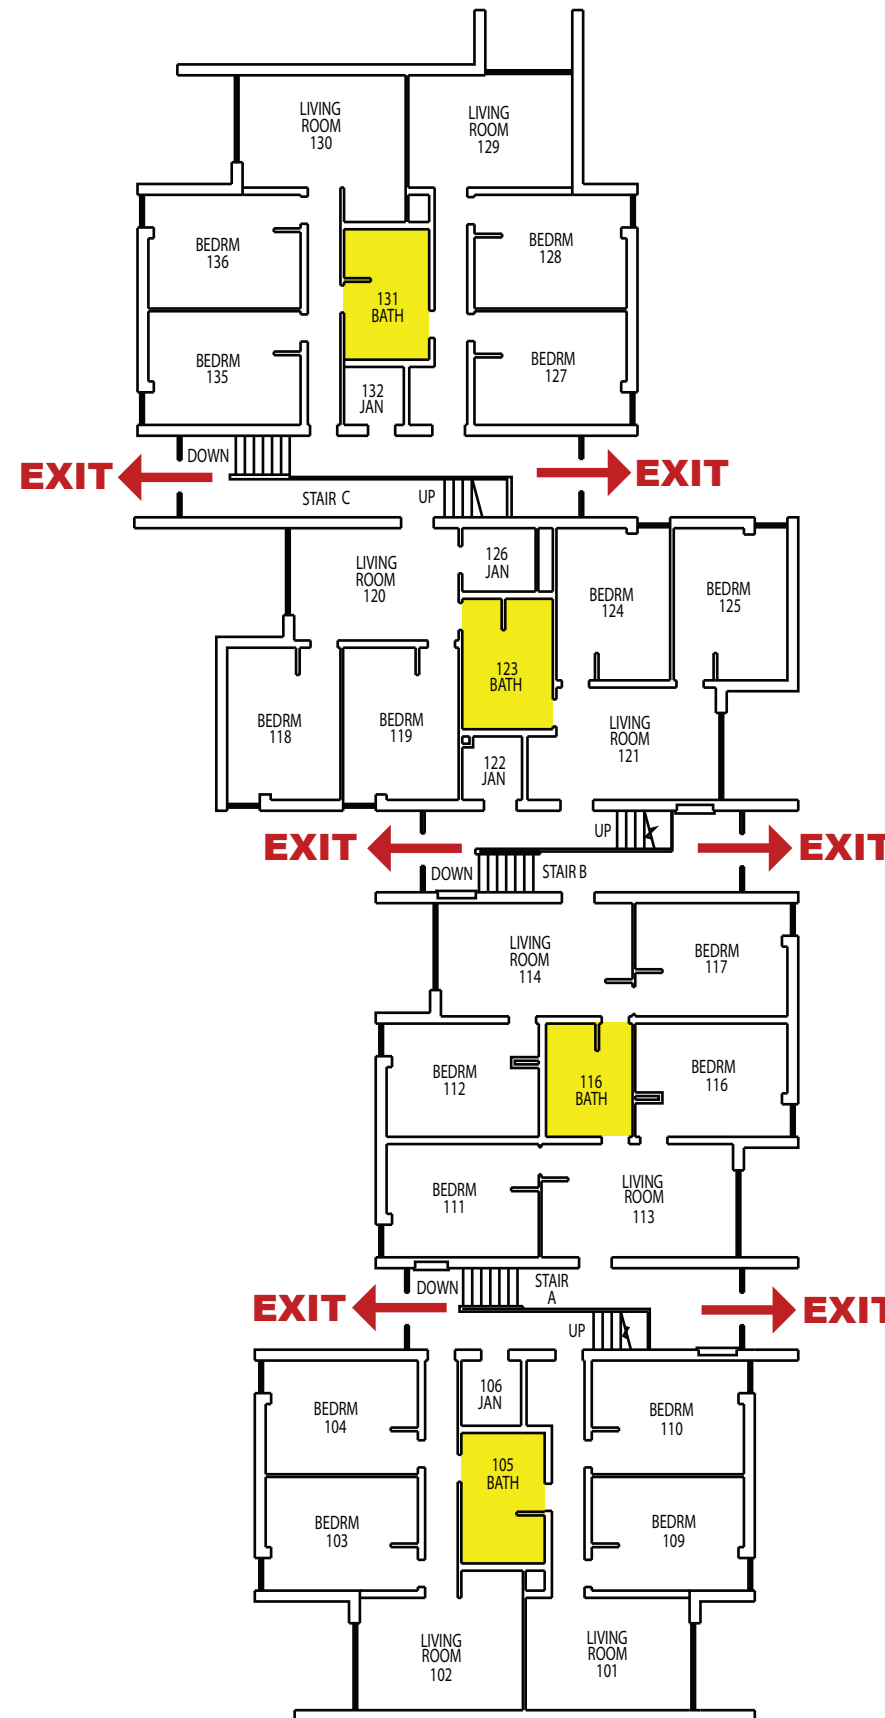 LIVING
ROOM
130
LIVING
ROOM
129
BEDRM
136
BEDRM
128
131
BATH
BEDRM
135
BEDRM
127
132
JAN
DOWN
EXIT
EXIT
STAIR C
UP
126
JAN
LIVING
ROOM
120
BEDRM
124
BEDRM
125
123
BATH
BEDRM
118
BEDRM
119
LIVING
ROOM
121
122
JAN
UP
EXIT
EXIT
DOWN
STAIR B
LIVING
ROOM
114
BEDRM
117
BEDRM
112
116
BATH
BEDRM
116
BEDRM
111
LIVING
ROOM
113
DOWN
STAIR
A
EXIT
EXIT
UP
106
JAN
BEDRM
104
BEDRM
110
105
BATH
BEDRM
103
BEDRM
109
LIVING
ROOM
102
LIVING
ROOM
101